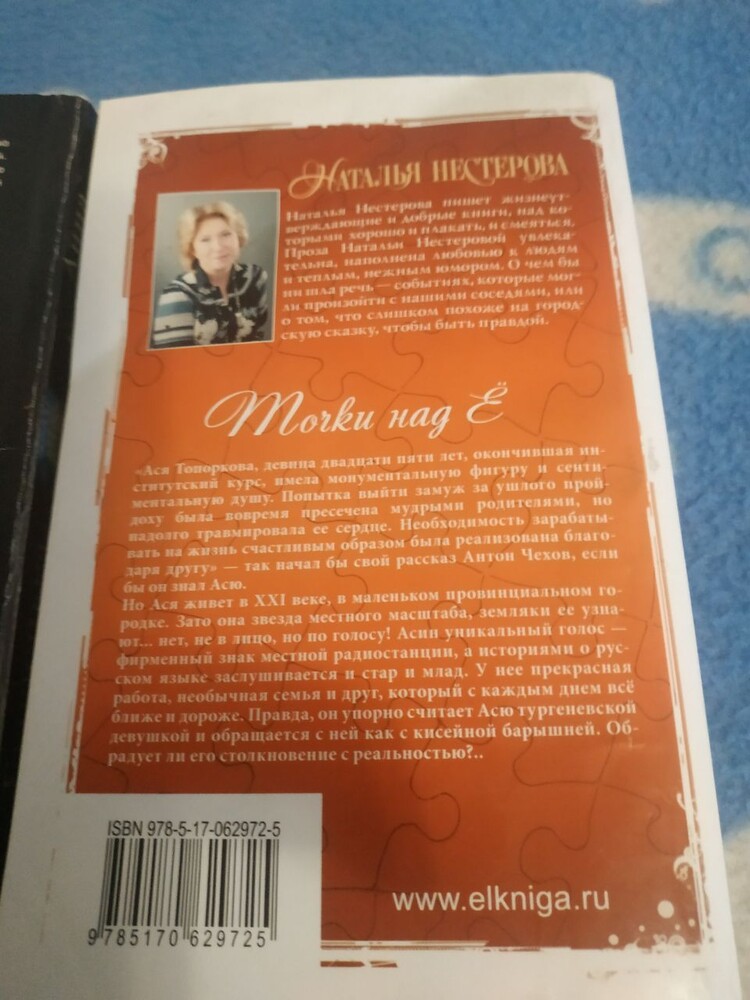 Наталья Нестерова
Наталья Нестерова пишет жизнеут-
верждающие и добрые книги, над ко-
торыми хорошо и плакать, и смеяться.
Проза Натальи Нестеровой увлека-
тельна, наполнена любовью к людям
и теплым, нежным юмором. О чем бы
ни шла речь — событиях, которые мог-
ли произойти с нашими соседями, или
о том, что слишком похоже на город-
скую сказку, чтобы быть правдой.
Точки над Ё
«Ася Топоркова, девица двадцати пяти лет, окончившая ин-
ститутский курс, имела монументальную фигуру и сенти-
ментальную душу. Попытка выйти замуж за ушлого прой-
доху была вовремя пресечена мудрыми родителями, но
надолго травмировала ее сердце. Необходимость зарабаты-
вать на жизнь счастливым образом была реализована благо-
даря другу» — так начал бы свой рассказ Антон Чехов, если
бы он знал Асю.
Но Ася живет в XXI веке, в маленьком провинциальном го-
родке. Зато она звезда местного масштаба, земляки ее узна-
ют... нет, не в лицо, но по голосу! Асин уникальный голос —
фирменный знак местной радиостанции, а историями о рус-
ском языке заслушивается и стар и млад. У нее прекрасная
работа, необычная семья и друг, который с каждым днем всё
ближе и дороже. Правда, он упорно считает Асю тургеневской
девушкой и обращается с ней как с кисейной барышней. Об-
радует ли его столкновение с реальностью?..
ISBN 978-5-17-062972-5
9 785170 629725
www.elkniga.ru